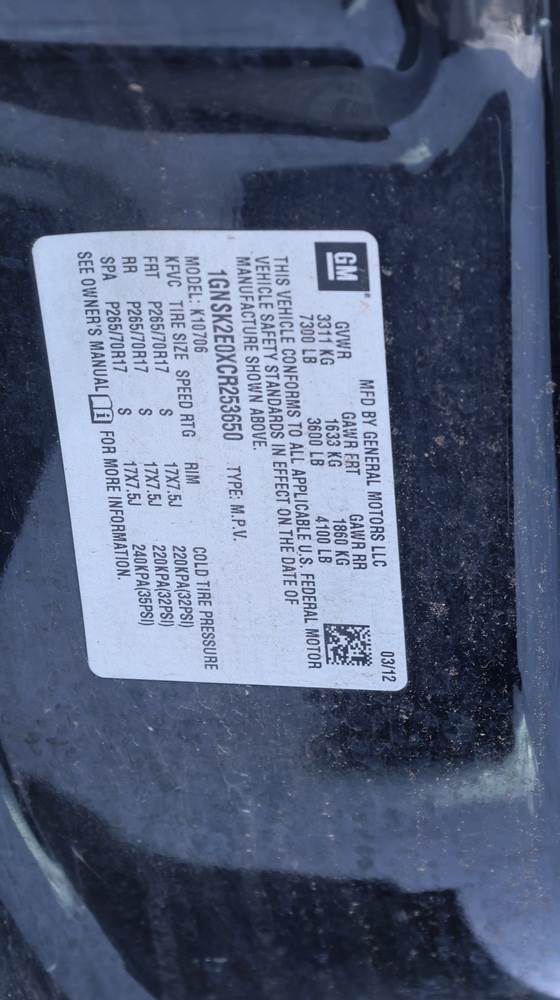 GM®
MFD BY GENERAL MOTORS LLC 03/12
GVWR GAWR FRT GAWR RR
3311 KG 1633 KG 1860 KG
7300 LB 3600 LB 4100 LB
THIS VEHICLE CONFORMS TO ALL APPLICABLE U.S. FEDERAL MOTOR
VEHICLE SAFETY STANDARDS IN EFFECT ON THE DATE OF
MANUFACTURE SHOWN ABOVE.
1GNSK2E0XCR253650 TYPE: M.P.V.
MODEL: K10706
KFVC TIRE SIZE SPEED RTG RIM COLD TIRE PRESSURE
FRT P265/70R17 S 17X7.5J 220KPA(32PSI)
RR P265/70R17 S 17X7.5J 220KPA(32PSI)
SPA P265/70R17 S 17X7.5J 240KPA(35PSI)
SEE OWNER'S MANUAL FOR MORE INFORMATION.